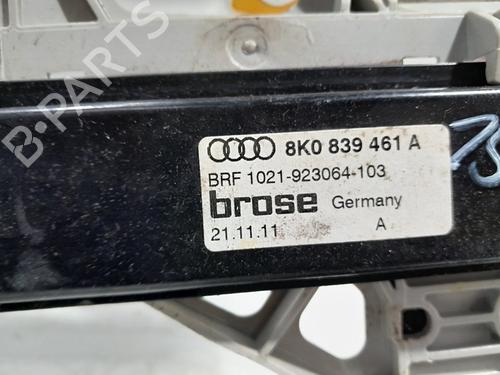 B-PARTS
8K0 839 461 A
BRF 1021-923064-103
brose Germany
21.11.11 A